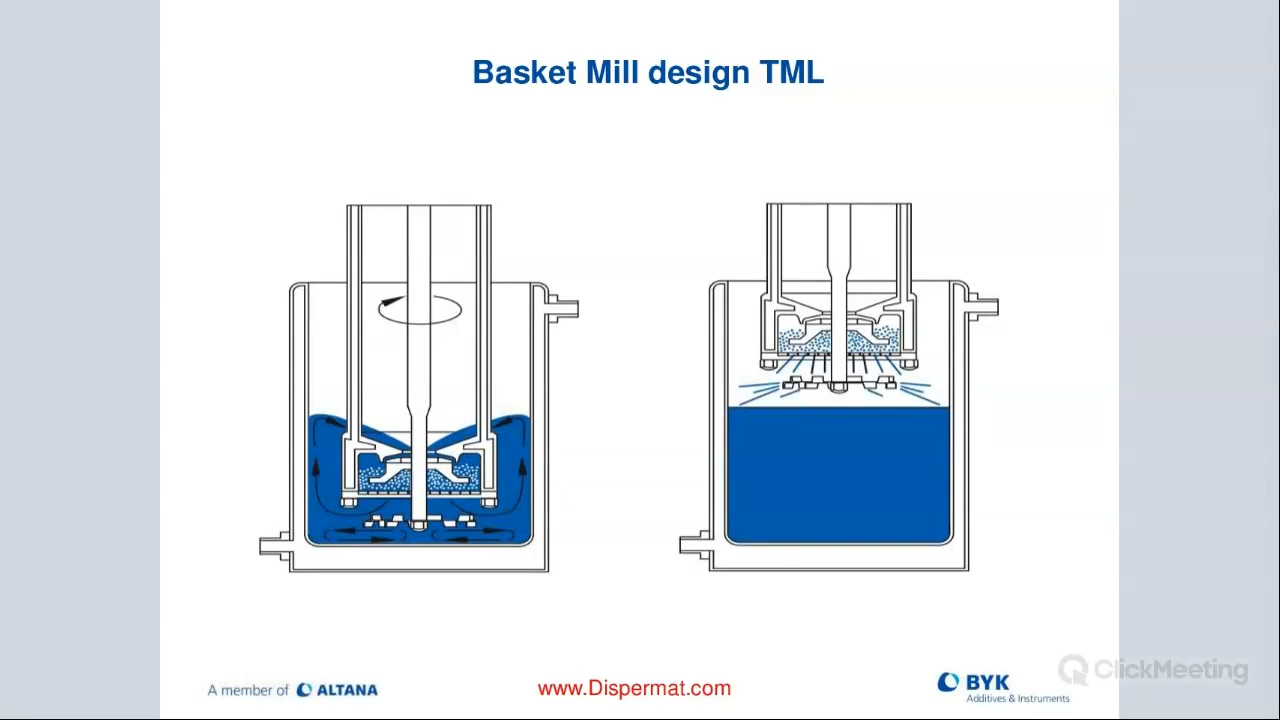 Basket Mill design TML
A member of ALTANA
www.Dispermat.com
BYK
Additives & Instruments
ClickMeeting